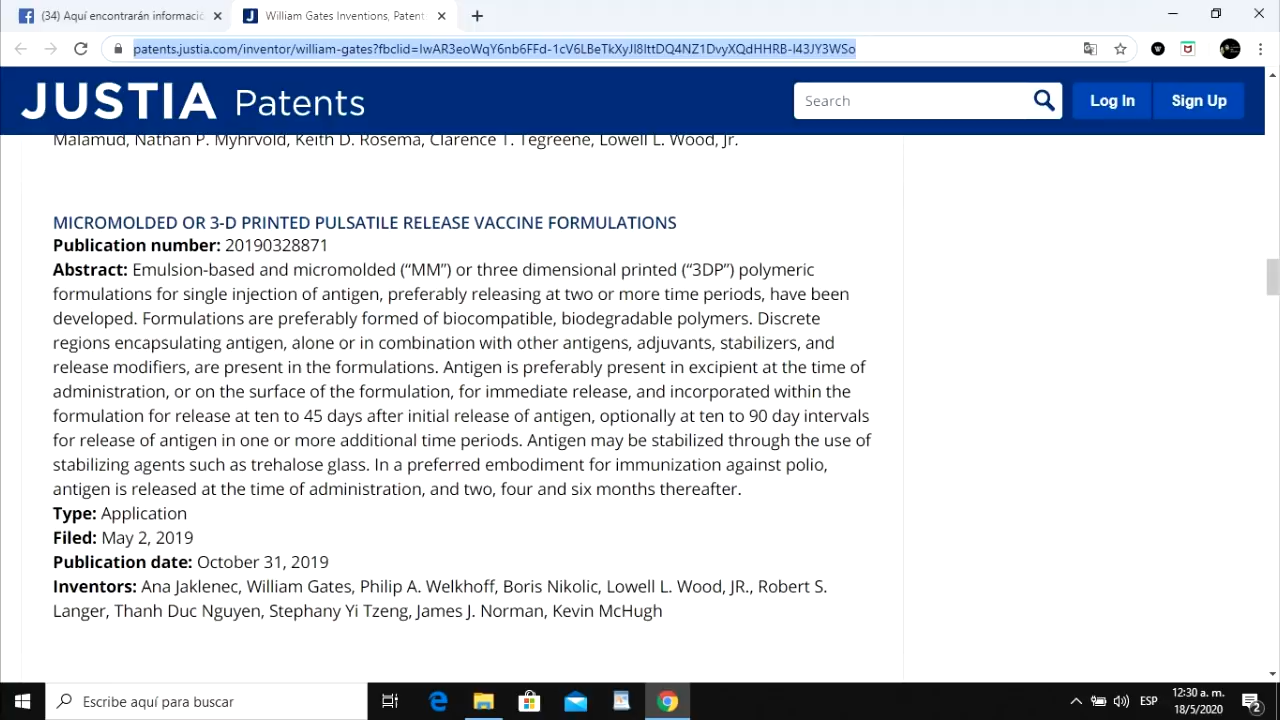 (34) Aquí encontrarán informaci
William Gates Inventions, Patent
patents.justia.com/inventor/william-gates?fbclid=IwAR3eoWqY6nb6FFd-1cV6LBeTkXyJl8IttDQ4NZ1DvyXQdHHRB-I43JY3WSo
JUSTIA Patents
Search
Log In
Sign Up
Malamud, Nathan P. Myhrvold, Keith D. Rosema, Clarence T. Tegreene, Lowell L. Wood, Jr.
MICROMOLDED OR 3-D PRINTED PULSATILE RELEASE VACCINE FORMULATIONS
Publication number: 20190328871
Abstract: Emulsion-based and micromolded (“MM”) or three dimensional printed (“3DP”) polymeric
formulations for single injection of antigen, preferably releasing at two or more time periods, have been
developed. Formulations are preferably formed of biocompatible, biodegradable polymers. Discrete
regions encapsulating antigen, alone or in combination with other antigens, adjuvants, stabilizers, and
release modifiers, are present in the formulations. Antigen is preferably present in excipient at the time of
administration, or on the surface of the formulation, for immediate release, and incorporated within the
formulation for release at ten to 45 days after initial release of antigen, optionally at ten to 90 day intervals
for release of antigen in one or more additional time periods. Antigen may be stabilized through the use of
stabilizing agents such as trehalose glass. In a preferred embodiment for immunization against polio,
antigen is released at the time of administration, and two, four and six months thereafter.
Type: Application
Filed: May 2, 2019
Publication date: October 31, 2019
Inventors: Ana Jaklenec, William Gates, Philip A. Welkhoff, Boris Nikolic, Lowell L. Wood, JR., Robert S.
Langer, Thanh Duc Nguyen, Stephany Yi Tzeng, James J. Norman, Kevin McHugh
Escribe aquí para buscar
ESP
12:30 a. m.
18/5/2020
2